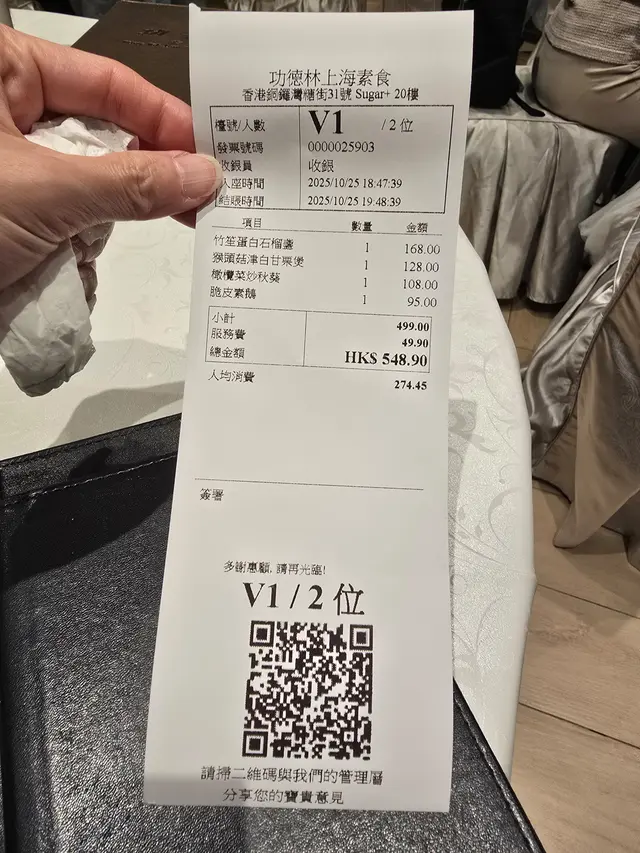 功德林上海素食
香港銅鑼灣糖街31號 Sugar+ 20樓
檯號/人數 V1 / 2 位
發票號碼 0000025903
收銀員 收銀
入座時間 2025/10/25 18:47:39
結賬時間 2025/10/25 19:48:39
項目 數量 金額
竹笙蛋白石榴盞 1 168.00
猴頭菇津白甘栗煲 1 128.00
橄欖菜炒秋葵 1 108.00
脆皮素鵝 1 95.00
小計 499.00
服務費 49.90
總金額 HK$ 548.90
人均消費 274.45
簽署
多謝惠顧, 請再光臨!
V1 / 2 位
請掃二維碼與我們的管理層
分享您的寶貴意見